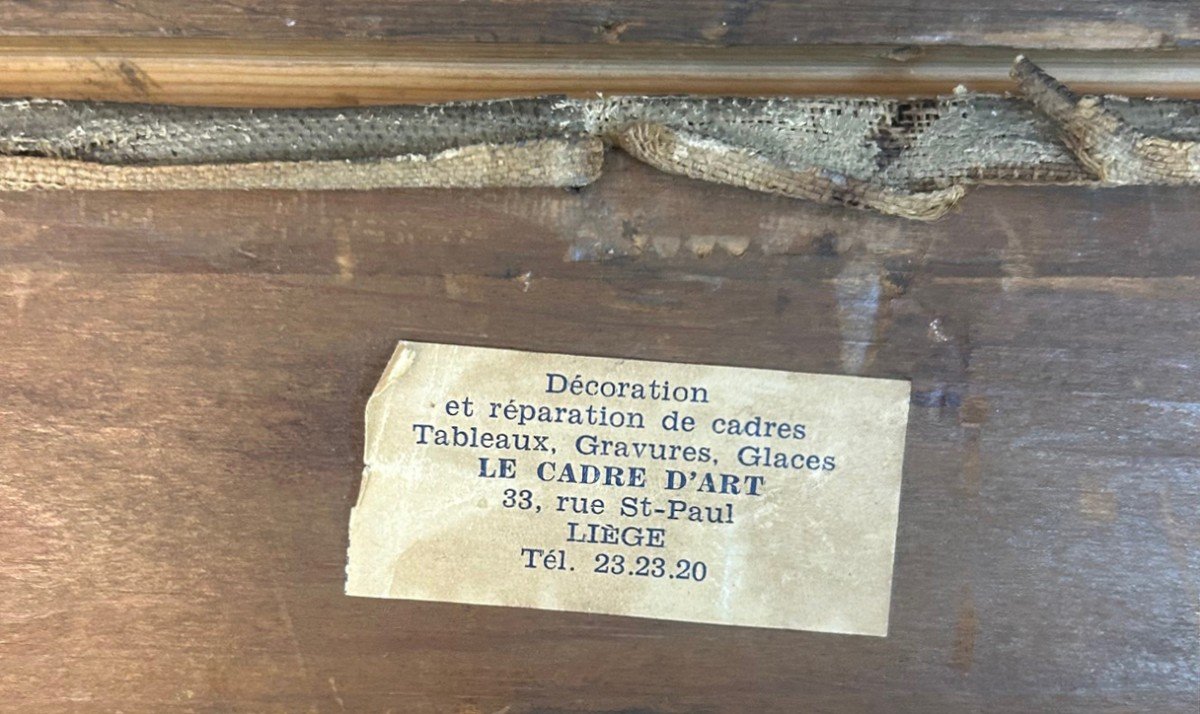 Décoration
et réparation de cadres
Tableaux, Gravures, Glaces
LE CADRE D'ART
33, rue St-Paul
LIÈGE
Tél. 23.23.20